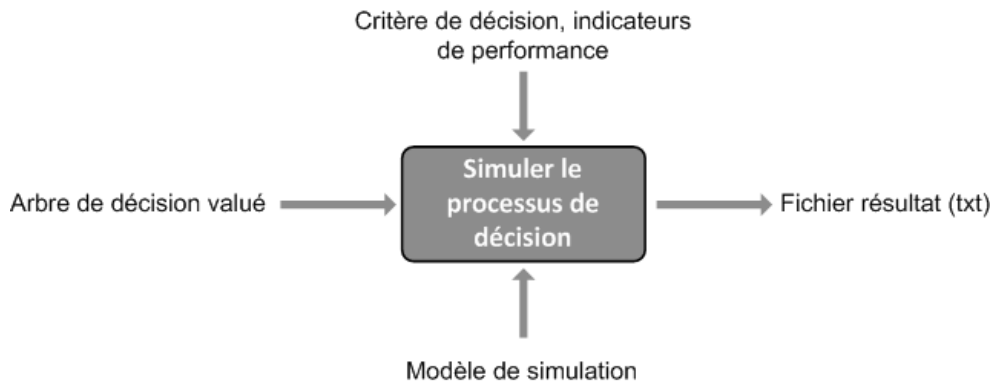 Critère de décision, indicateurs
de performance
Arbre de décision valué
Simuler le
processus de
décision
Fichier résultat (txt)
Modèle de simulation